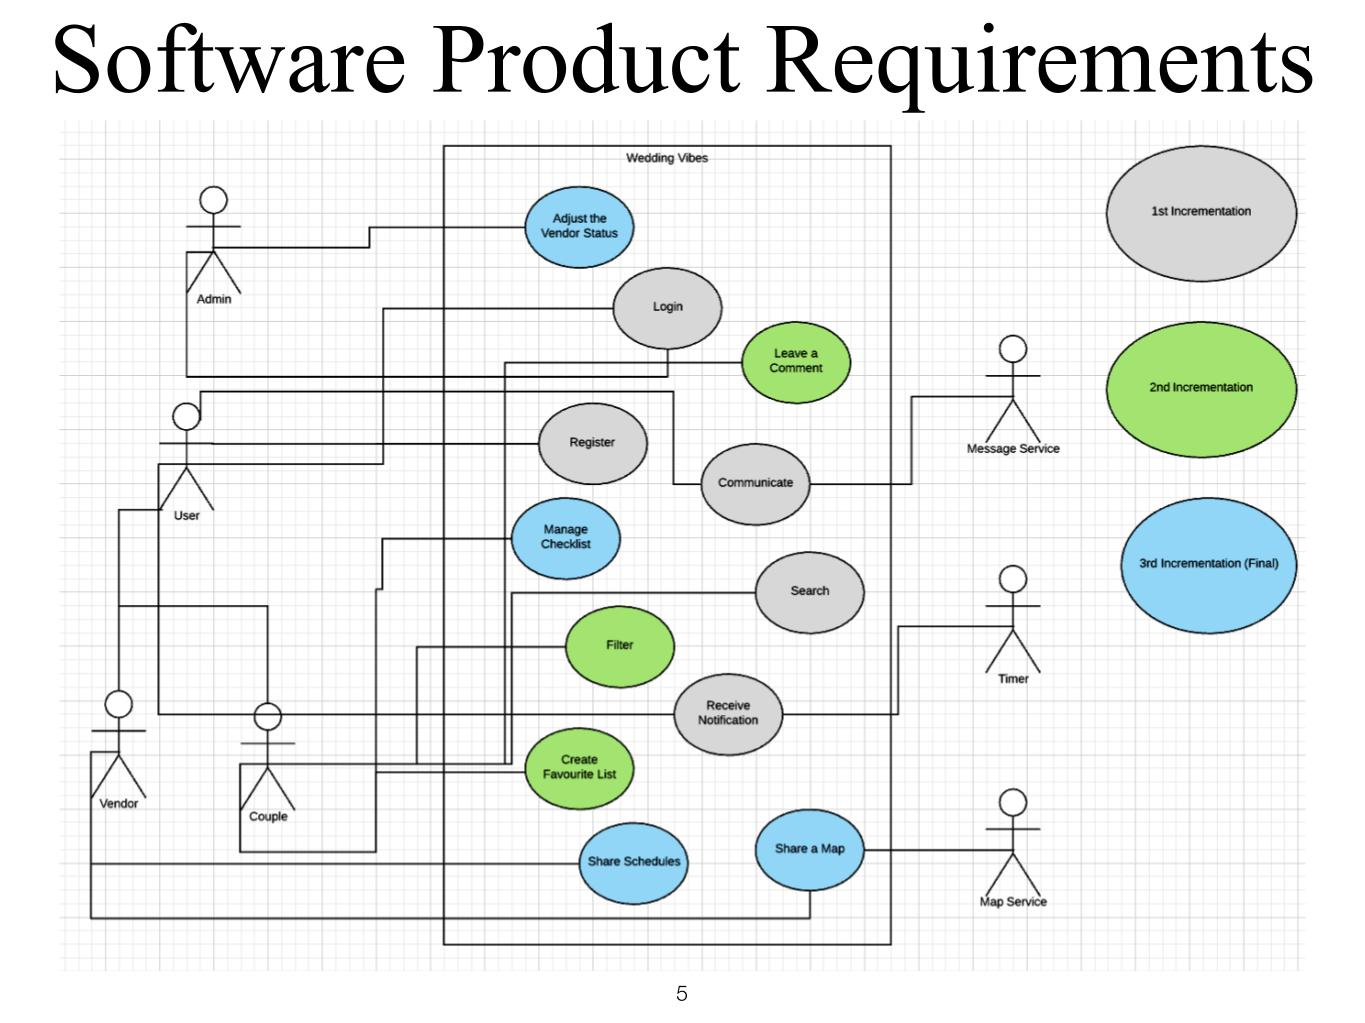 Software Product Requirements
Wedding Vibes
Adjust the
Vendor Status
1st Incrementation
Admin
Login
Leave a
Comment
2nd Incrementation
Register
Message Service
Communicate
User
Manage
Checklist
3rd Incrementation (Final)
Search
Filter
Timer
Receive
Notification
Create
Favourite List
Vendor
Couple
Share a Map
Share Schedules
Map Service
5